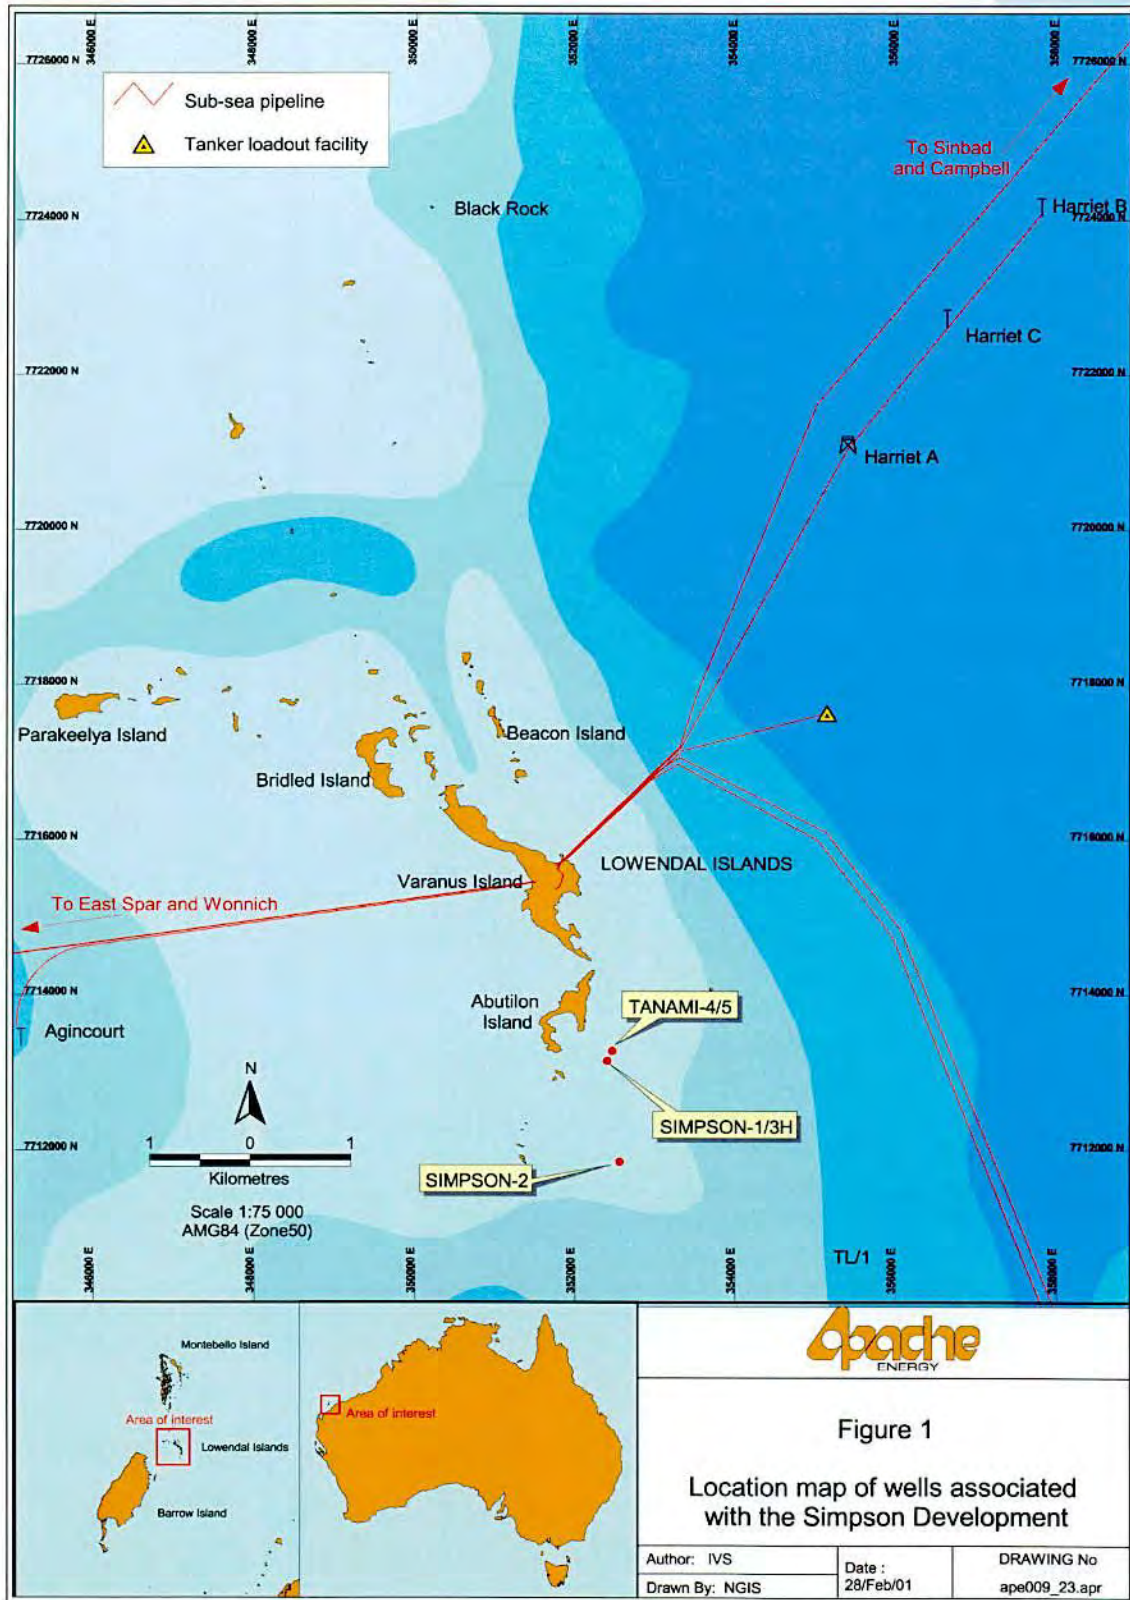 346000 E
348000 E
350000 E
352000 E
354000 E
356000 E
358000 E
7726000 N
7726000 N
Sub-sea pipeline
Tanker loadout facility
To Sinbad
and Campbell
Black Rock
Harriet B
7724000 N
7724000 N
Harriet C
7722000 N
7722000 N
Harriet A
7720000 N
7720000 N
7718000 N
7718000 N
Parakeelya Island
Beacon Island
Bridled Island
7716000 N
7716000 N
LOWENDAL ISLANDS
Varanus Island
To East Spar and Wonnich
7714000 N
7714000 N
Abutilon
Island
TANAMI-4/5
Agincourt
N
SIMPSON-1/3H
7712000 N
7712000 N
1 0 1
Kilometres
SIMPSON-2
Scale 1:75 000
AMG84 (Zone50)
TL/1
346000 E
348000 E
350000 E
352000 E
354000 E
356000 E
358000 E
Montebello Island
Area of interest
Lowendal Islands
Barrow Island
Area of interest
Apache
ENERGY
Figure 1
Location map of wells associated
with the Simpson Development
Author: IVS
Date :
28/Feb/01
DRAWING No
Drawn By: NGIS
ape009_23.apr